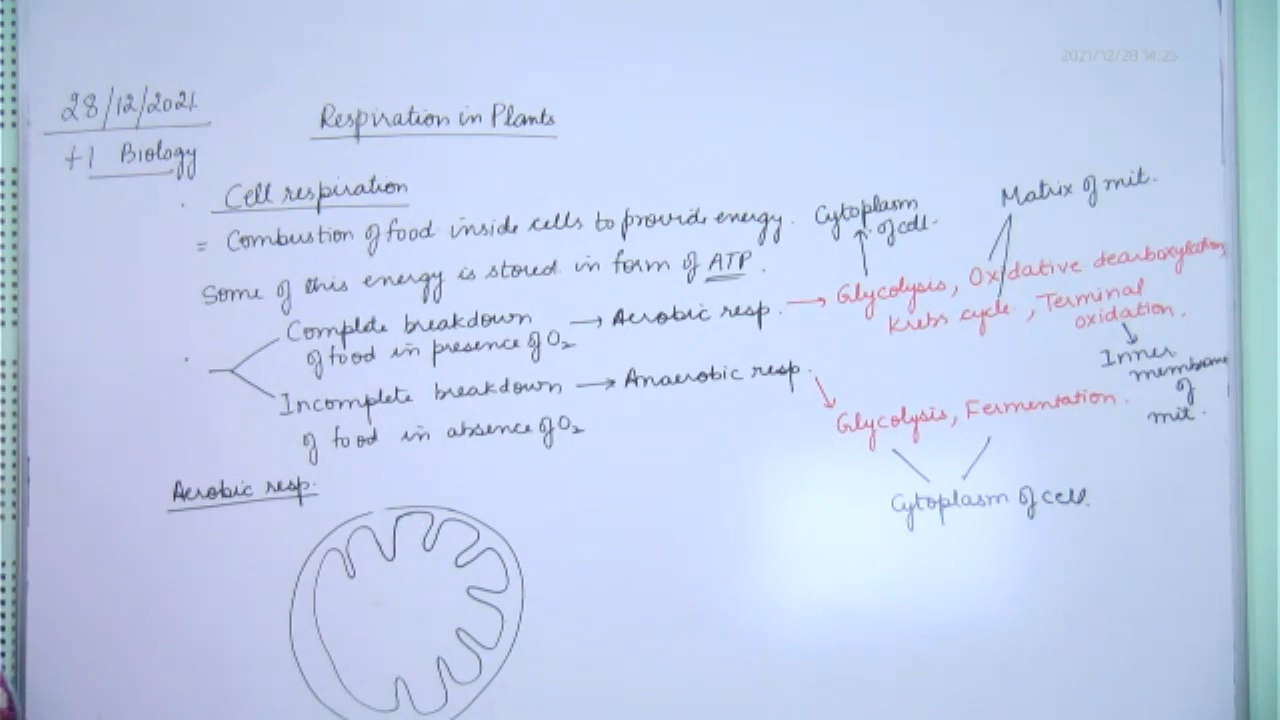 2021/12/28 14:25
28/12/2021
+1 Biology
Respiration in Plants
Cell respiration
= Combustion of food inside cells to provide energy.
Some of this energy is stored in form of ATP.
Complete breakdown
of food in presence of O₂ → Aerobic resp. → Glycolysis, Oxidative decarboxylation,
Krebs cycle, Terminal
oxidation.
Cytoplasm
of cell.
Matrix of mit.
Inner
membrane
of
mit.
Incomplete breakdown → Anaerobic resp.
of food in absence of O₂
Glycolysis, Fermentation.
Cytoplasm of cell.
Aerobic resp.